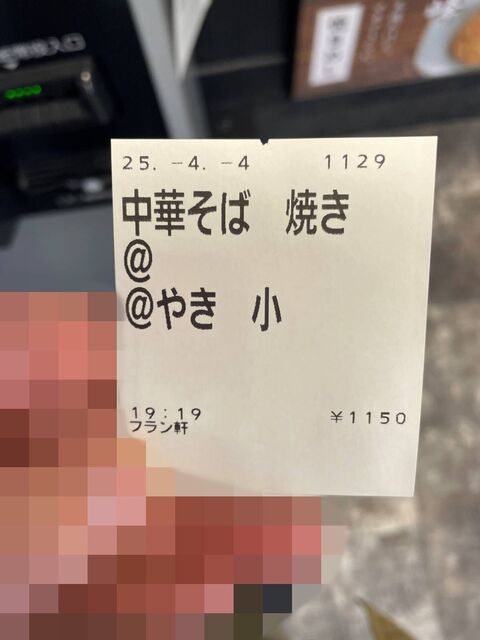 25.-4.-4 1129
中華そば 焼き
@
@やき 小
19:19 ¥1150
フラン軒